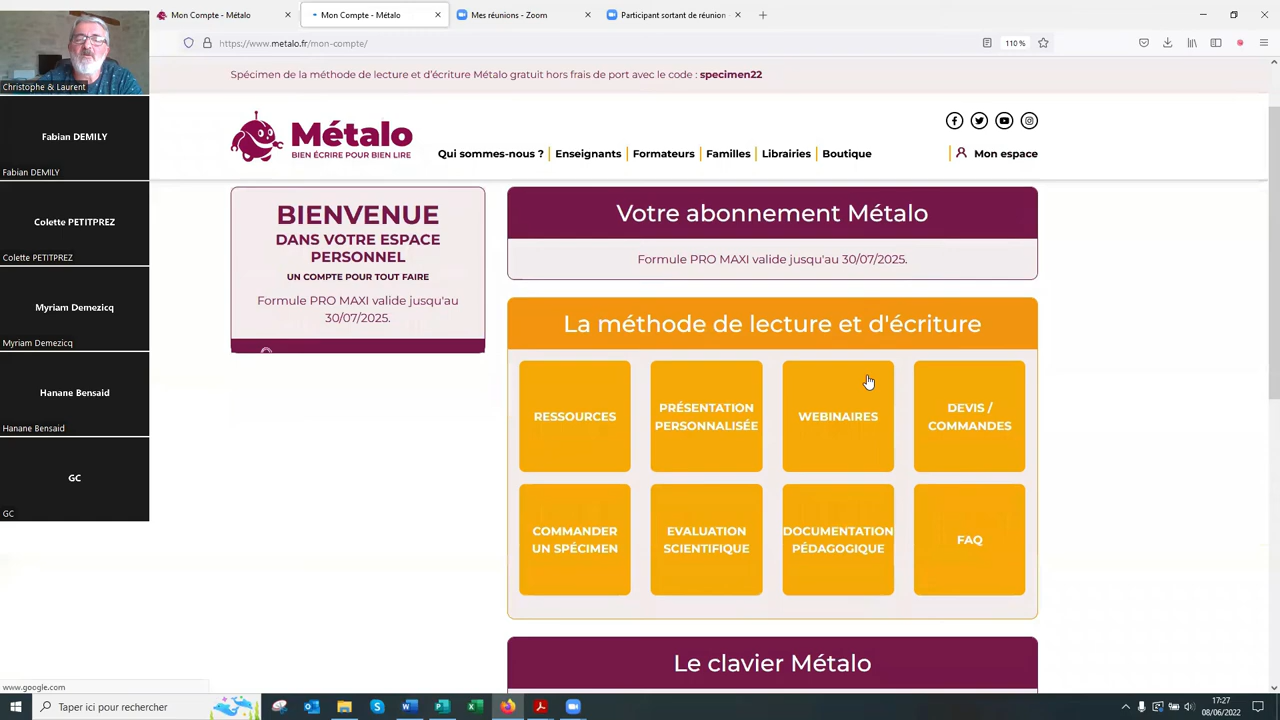 Mon Compte - Métalo
Mon Compte - Métalo
Mes réunions - Zoom
Participant sortant de réunion -
https://www.metalo.fr/mon-compte/
110 %
Spécimen de la méthode de lecture et d'écriture Métalo gratuit hors frais de port avec le code : specimen22
Métalo
BIEN ÉCRIRE POUR BIEN LIRE
Qui sommes-nous ?
Enseignants
Formateurs
Familles
Librairies
Boutique
Mon espace
Christophe & Laurent
Fabian DEMILY
Fabian DEMILY
Colette PETITPREZ
Colette PETITPREZ
Myriam Demezicq
Myriam Demezicq
Hanane Bensaid
Hanane Bensaid
GC
GC
BIENVENUE
DANS VOTRE ESPACE
PERSONNEL
UN COMPTE POUR TOUT FAIRE
Formule PRO MAXI valide jusqu'au
30/07/2025.
Votre abonnement Métalo
Formule PRO MAXI valide jusqu'au 30/07/2025.
La méthode de lecture et d'écriture
RESSOURCES
PRÉSENTATION
PERSONNALISÉE
WEBINAIRES
DEVIS /
COMMANDES
COMMANDER
UN SPÉCIMEN
EVALUATION
SCIENTIFIQUE
DOCUMENTATION
PÉDAGOGIQUE
FAQ
Le clavier Métalo
www.google.com
Taper ici pour rechercher
17:27
08/06/2022